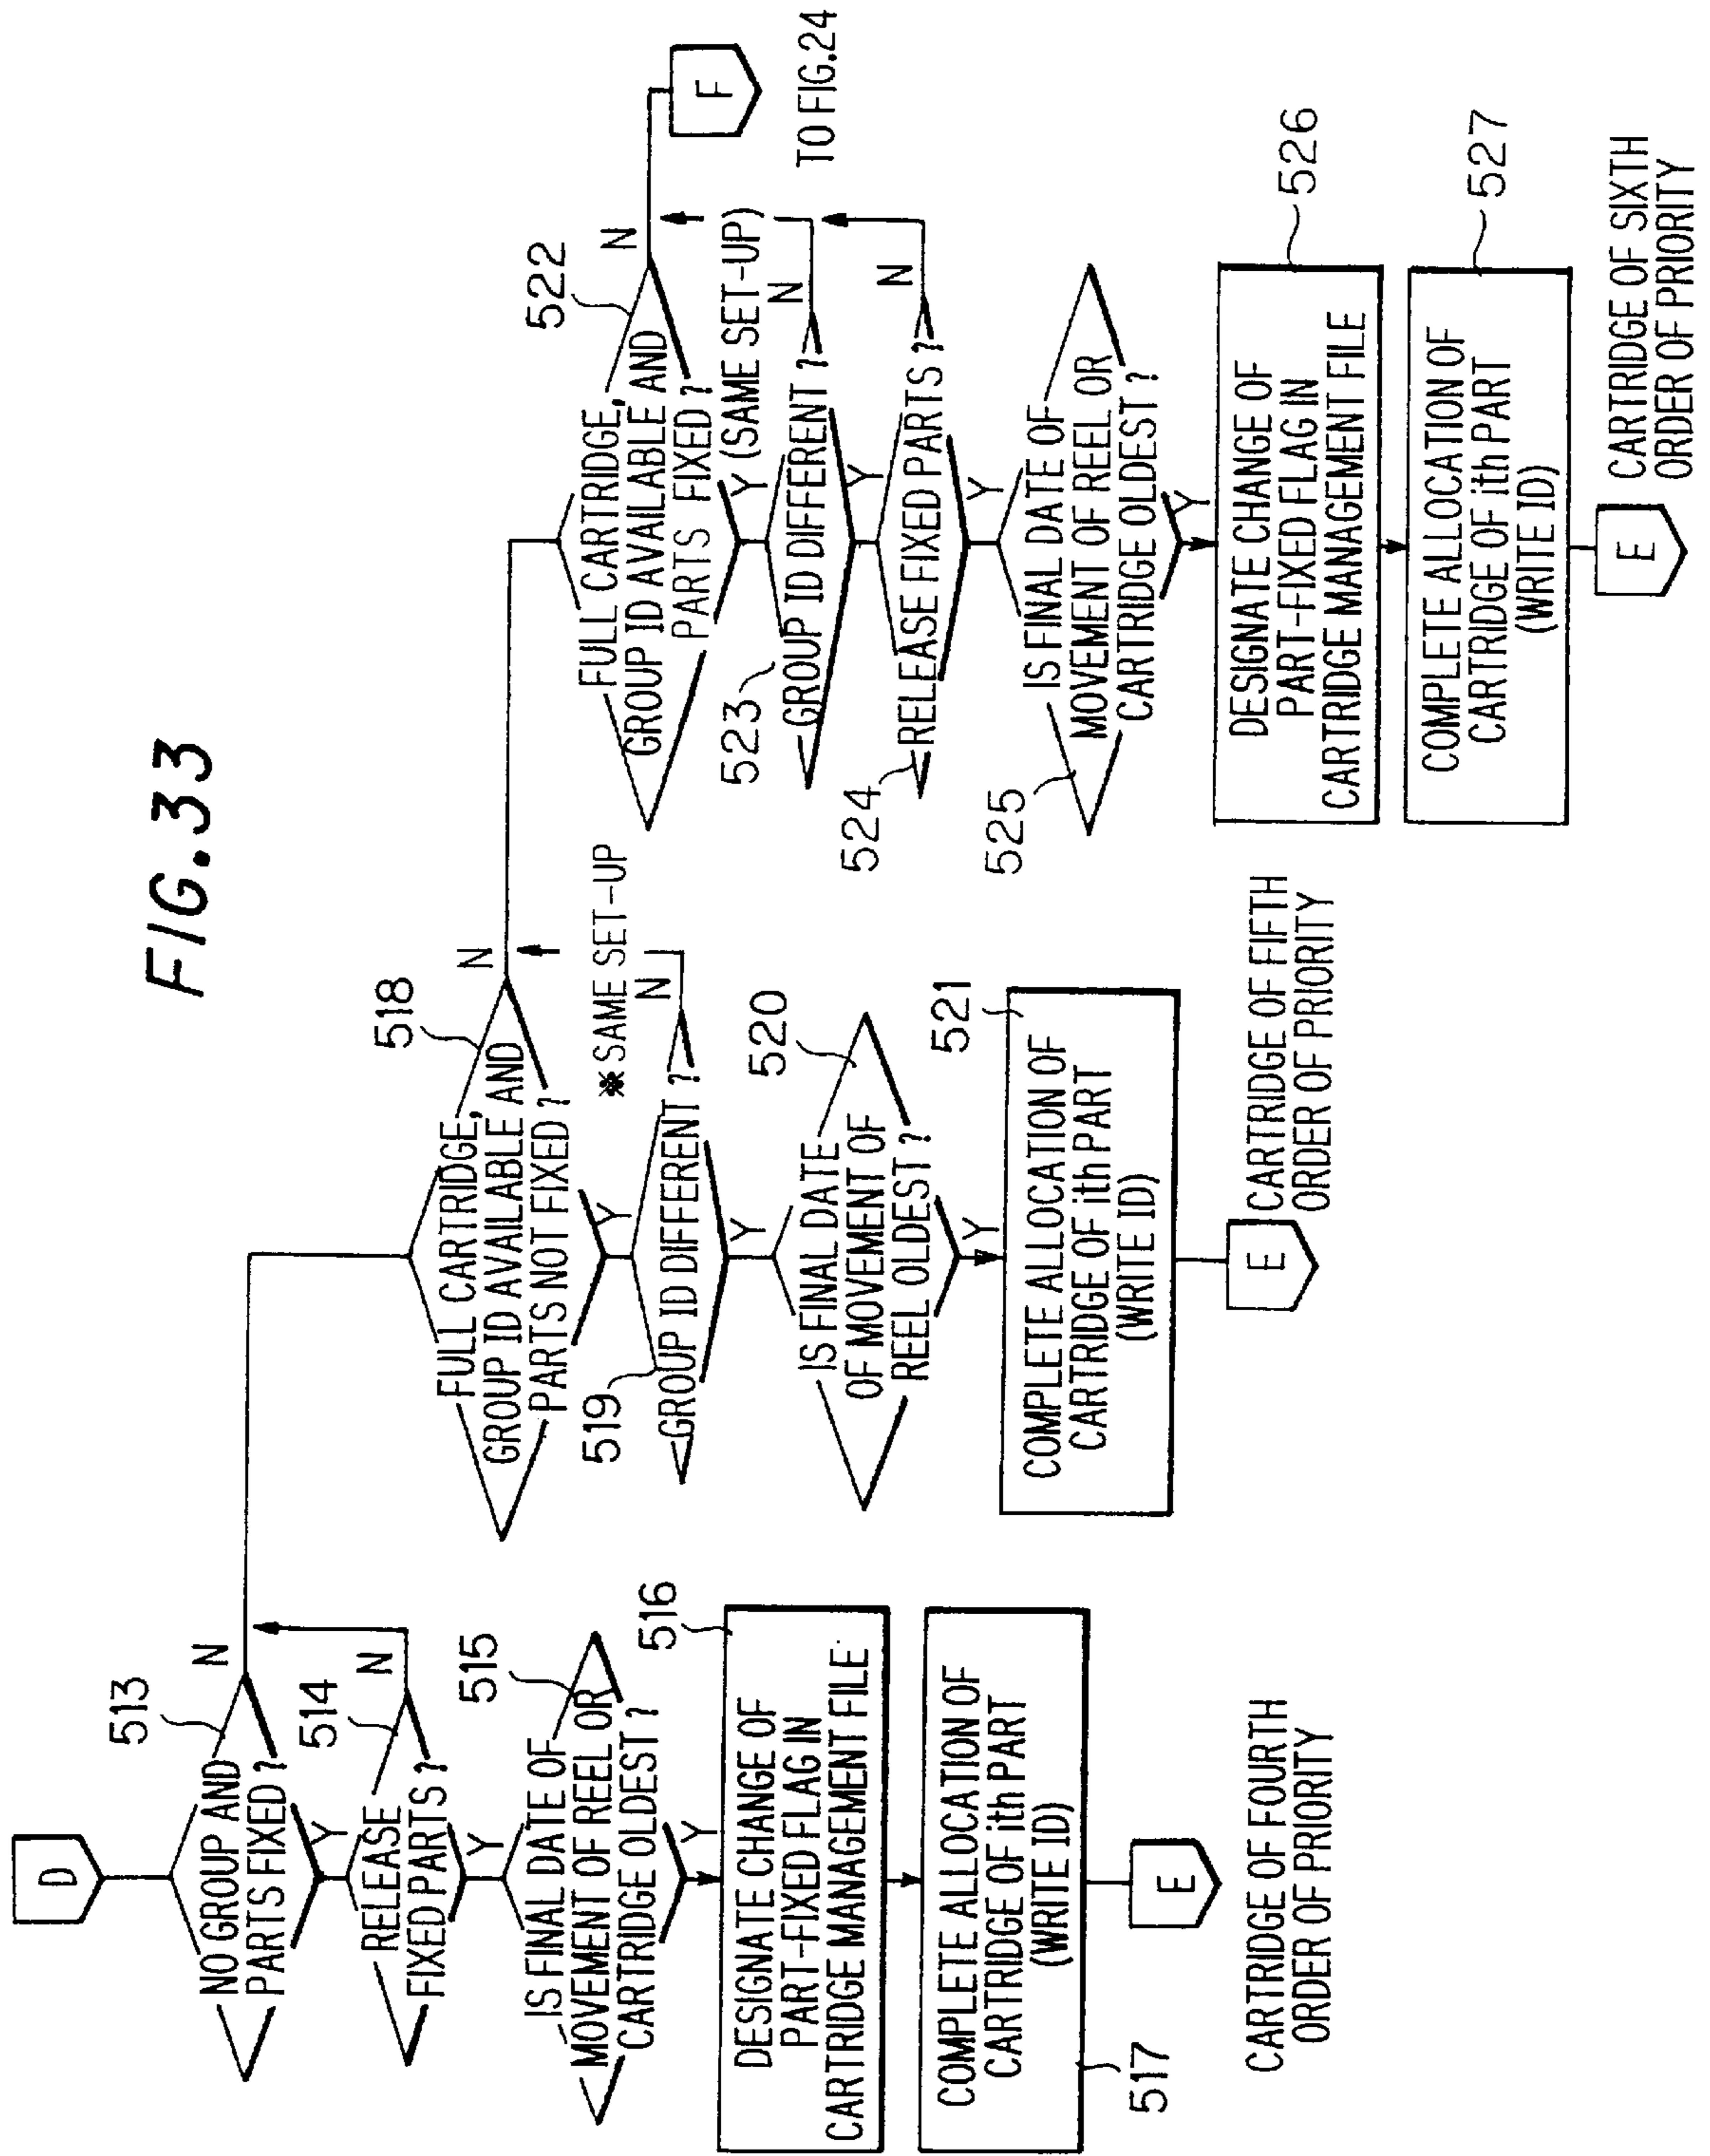 FIG.33
D
513
NO GROUP AND
PARTS FIXED ?
N
Y
514
RELEASE
FIXED PARTS ?
N
Y
515
IS FINAL DATE OF
MOVEMENT OF REEL OR
CARTRIDGE OLDEST ?
Y
516
DESIGNATE CHANGE OF
PART-FIXED FLAG IN
CARTRIDGE MANAGEMENT FILE
COMPLETE ALLOCATION OF
CARTRIDGE OF ith PART
(WRITE ID)
517
E
CARTRIDGE OF FOURTH
ORDER OF PRIORITY
518
FULL CARTRIDGE,
GROUP ID AVAILABLE AND
PARTS NOT FIXED ?
N
Y
※ SAME SET-UP
519
GROUP ID DIFFERENT ?
N
Y
520
IS FINAL DATE
OF MOVEMENT OF
REEL OLDEST ?
Y
521
COMPLETE ALLOCATION OF
CARTRIDGE OF ith PART
(WRITE ID)
E
CARTRIDGE OF FIFTH
ORDER OF PRIORITY
522
FULL CARTRIDGE,
GROUP ID AVAILABLE AND
PARTS FIXED ?
N
F
TO FIG.24
Y (SAME SET-UP)
523
GROUP ID DIFFERENT ?
N
Y
524
RELEASE FIXED PARTS ?
N
Y
525
IS FINAL DATE OF
MOVEMENT OF REEL OR
CARTRIDGE OLDEST ?
Y
526
DESIGNATE CHANGE OF
PART-FIXED FLAG IN
CARTRIDGE MANAGEMENT FILE
527
COMPLETE ALLOCATION OF
CARTRIDGE OF ith PART
(WRITE ID)
E
CARTRIDGE OF SIXTH
ORDER OF PRIORITY